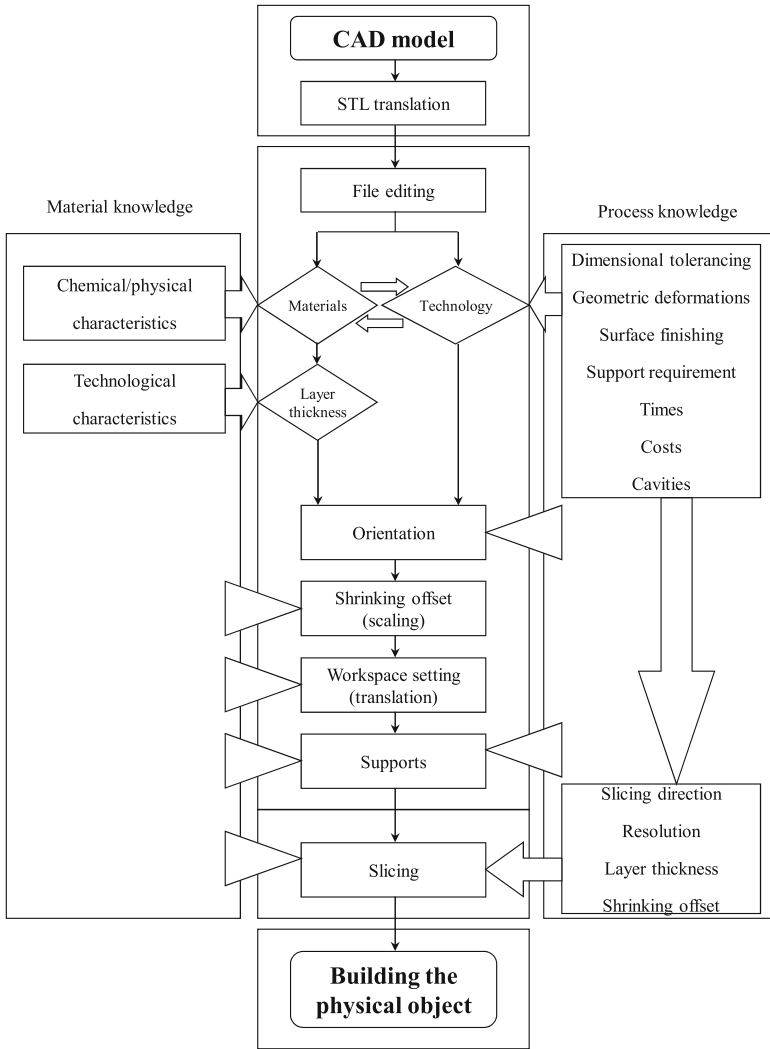 CAD model
STL translation
File editing
Material knowledge
Process knowledge
Chemical/physical
characteristics
Technological
characteristics
Materials
Technology
Layer
thickness
Dimensional tolerancing
Geometric deformations
Surface finishing
Support requirement
Times
Costs
Cavities
Orientation
Shrinking offset
(scaling)
Workspace setting
(translation)
Supports
Slicing
Slicing direction
Resolution
Layer thickness
Shrinking offset
Building the
physical object